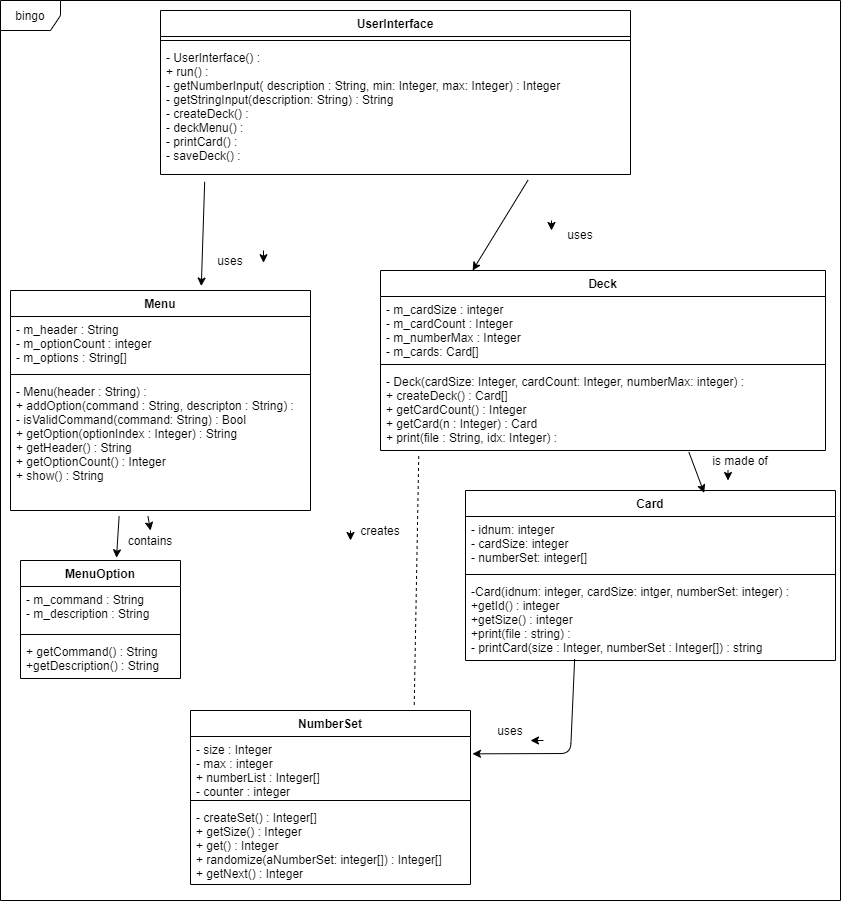 bingo
UserInterface
- UserInterface() :
+ run() :
- getNumberInput( description : String, min: Integer, max: Integer) : Integer
- getStringInput(description: String) : String
- createDeck() :
- deckMenu() :
- printCard() :
- saveDeck() :
uses
uses
Menu
- m_header : String
- m_optionCount : integer
- m_options : String[]
- Menu(header : String) :
+ addOption(command : String, descripton : String) :
- isValidCommand(command: String) : Bool
+ getOption(optionIndex : Integer) : String
+ getHeader() : String
+ getOptionCount() : Integer
+ show() : String
Deck
- m_cardSize : integer
- m_cardCount : Integer
- m_numberMax : Integer
- m_cards: Card[]
- Deck(cardSize: Integer, cardCount: Integer, numberMax: integer) :
+ createDeck() : Card[]
+ getCardCount() : Integer
+ getCard(n : Integer) : Card
+ print(file : String, idx: Integer) :
is made of
contains
creates
MenuOption
- m_command : String
- m_description : String
+ getCommand() : String
+getDescription() : String
Card
- idnum: integer
- cardSize: integer
- numberSet: integer[]
-Card(idnum: integer, cardSize: intger, numberSet: integer) :
+getId() : integer
+getSize() : integer
+print(file : string) :
- printCard(size : Integer, numberSet : Integer[]) : string
uses
NumberSet
- size : Integer
- max : integer
+ numberList : Integer[]
- counter : integer
- createSet() : Integer[]
+ getSize() : Integer
+ get() : Integer
+ randomize(aNumberSet: integer[]) : Integer[]
+ getNext() : Integer